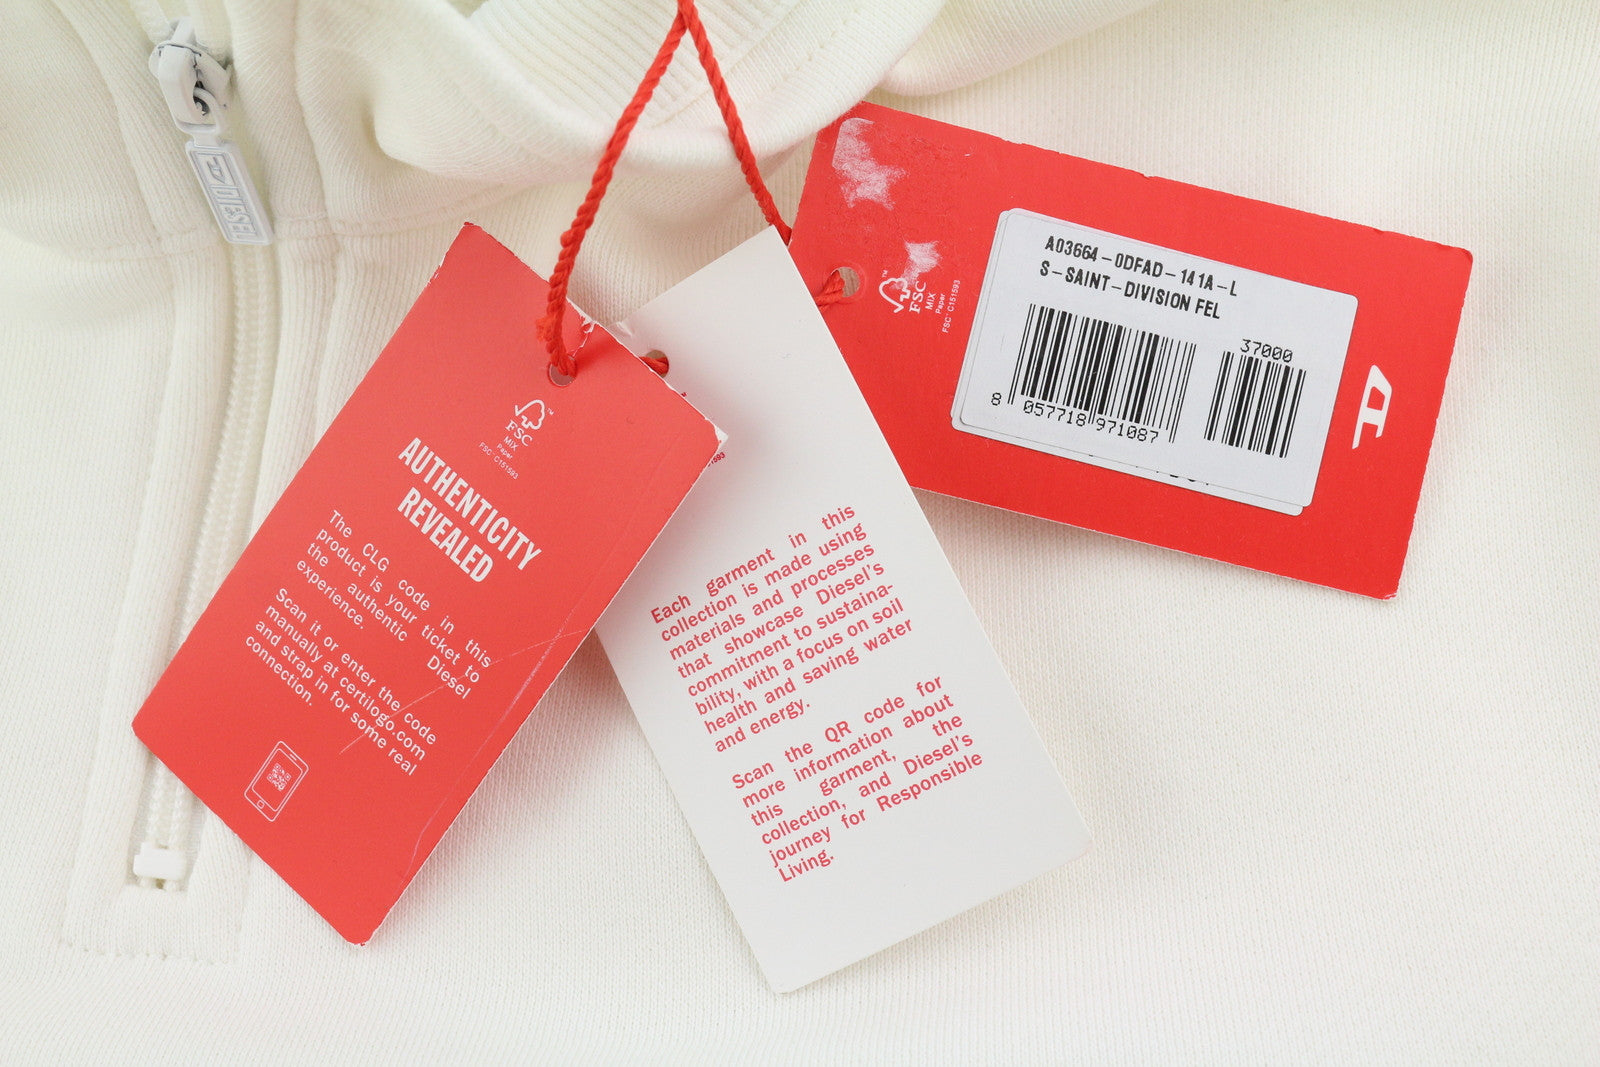 DIESEL
FSC
MIX
Paper
FSC® C151593
AUTHENTICITY
REVEALED
The CLG code in this
product is your ticket to
the authentic Diesel
experience.
Scan it or enter the code
manually at certilogo.com
and strap in for some real
connection.
Each garment in this
collection is made using
materials and processes
that showcase Diesel's
commitment to sustaina-
bility, with a focus on soil
health and saving water
and energy.
Scan the QR code for
more information about
this garment, the
collection, and Diesel's
journey for Responsible
Living.
FSC
MIX
Paper
FSC® C151593
A03664-0DFAD-141A-L
S-SAINT-DIVISION FEL
37000
8 057718 971087
D